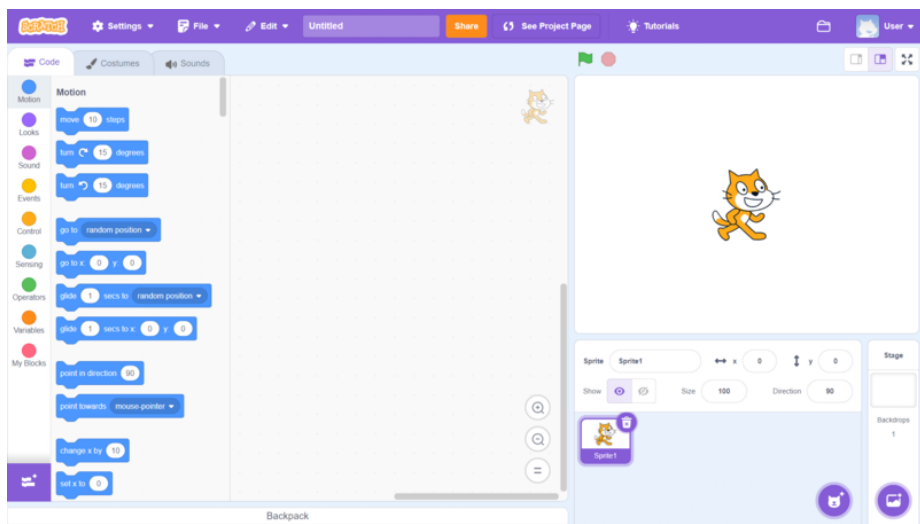 SCRATCH Settings File Edit Untitled Share See Project Page Tutorials User
Code Costumes Sounds
Motion
Looks
Sound
Events
Control
Sensing
Operators
Variables
My Blocks
Motion
move 10 steps
turn 15 degrees
turn 15 degrees
go to random position
go to x: 0 y: 0
glide 1 secs to random position
glide 1 secs to x: 0 y: 0
point in direction 90
point towards mouse-pointer
change x by 10
set x to 0
Backpack
Sprite Sprite1 x 0 y 0
Show Size 100 Direction 90
Sprite1
Stage
Backdrops
1